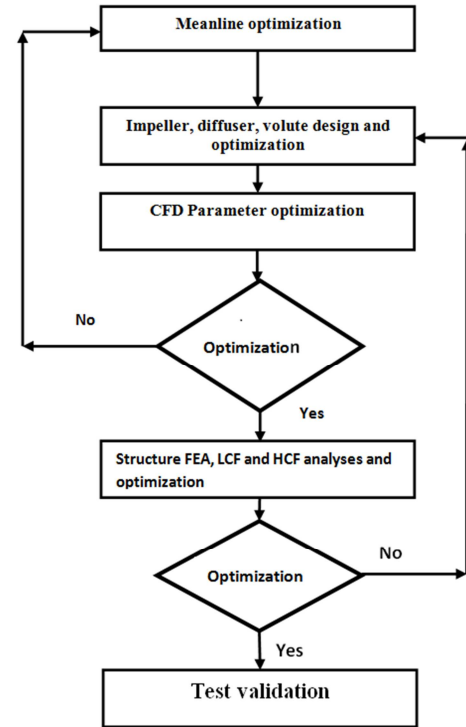 Meanline optimization
Impeller, diffuser, volute design and
optimization
CFD Parameter optimization
No
Optimization
Yes
Structure FEA, LCF and HCF analyses and
optimization
No
Optimization
Yes
Test validation